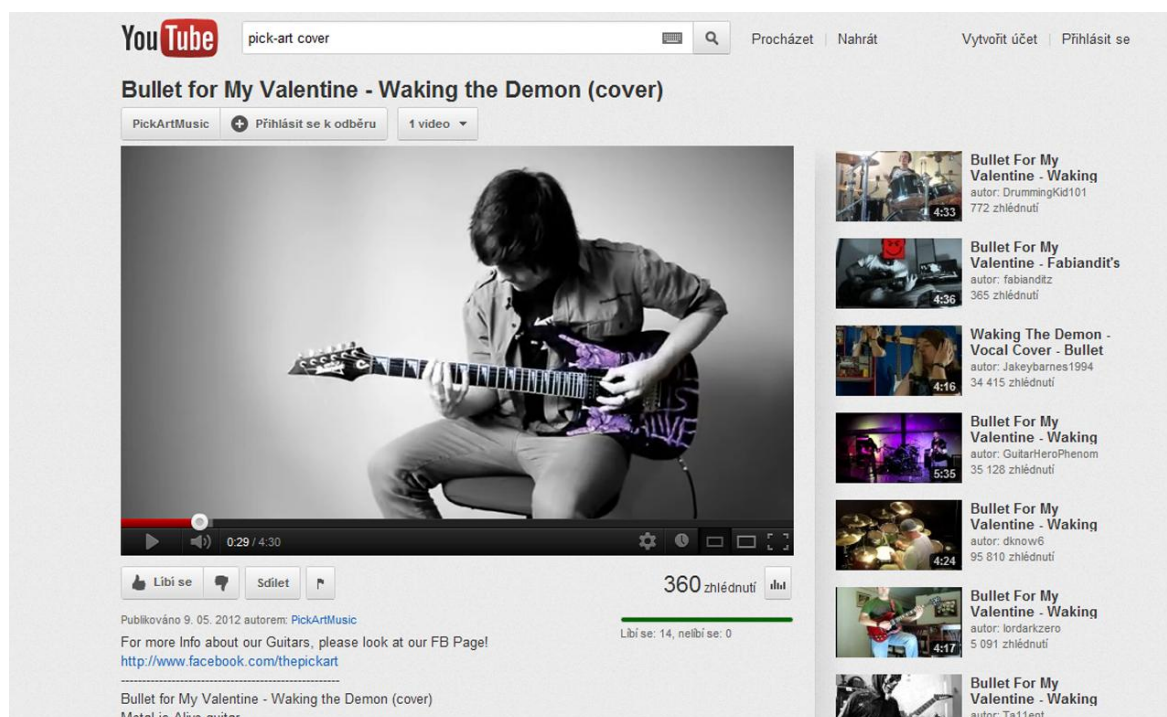 YouTube
pick-art cover
Procházet
Nahrát
Vytvořit účet
Přihlásit se
Bullet for My Valentine - Waking the Demon (cover)
PickArtMusic
Přihlásit se k odběru
1 video
0:29 / 4:30
Líbí se
Sdílet
360 zhlédnutí
Publikováno 9. 05. 2012 autorem: PickArtMusic
Líbí se: 14, nelíbí se: 0
For more Info about our Guitars, please look at our FB Page!
http://www.facebook.com/thepickart
----------------------------------------------------
Bullet for My Valentine - Waking the Demon (cover)
Metal is Alive guitar
4:33
Bullet For My
Valentine - Waking
autor: DrummingKid101
772 zhlédnutí
4:36
Bullet For My
Valentine - Fabiandit's
autor: fabianditz
365 zhlédnutí
4:16
Waking The Demon -
Vocal Cover - Bullet
autor: Jakeybarnes1994
34 415 zhlédnutí
5:35
Bullet For My
Valentine - Waking
autor: GuitarHeroPhenom
35 128 zhlédnutí
4:24
Bullet For My
Valentine - Waking
autor: dknow6
95 810 zhlédnutí
4:17
Bullet For My
Valentine - Waking
autor: lordarkzero
5 091 zhlédnutí
Bullet For My
Valentine - Waking
autor: Ta11ent